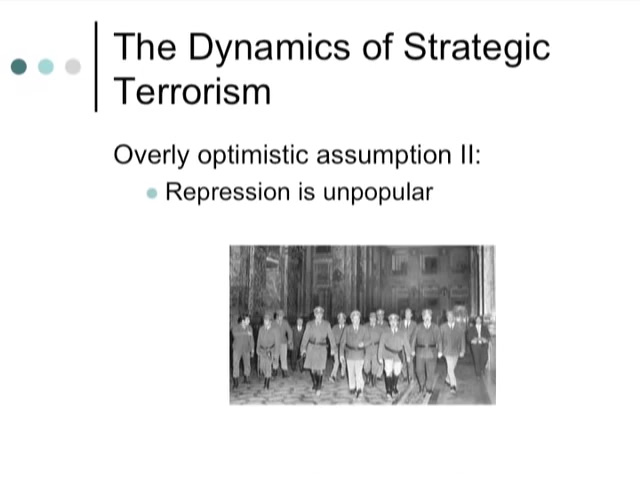 The Dynamics of Strategic
Terrorism
Overly optimistic assumption II:
Repression is unpopular